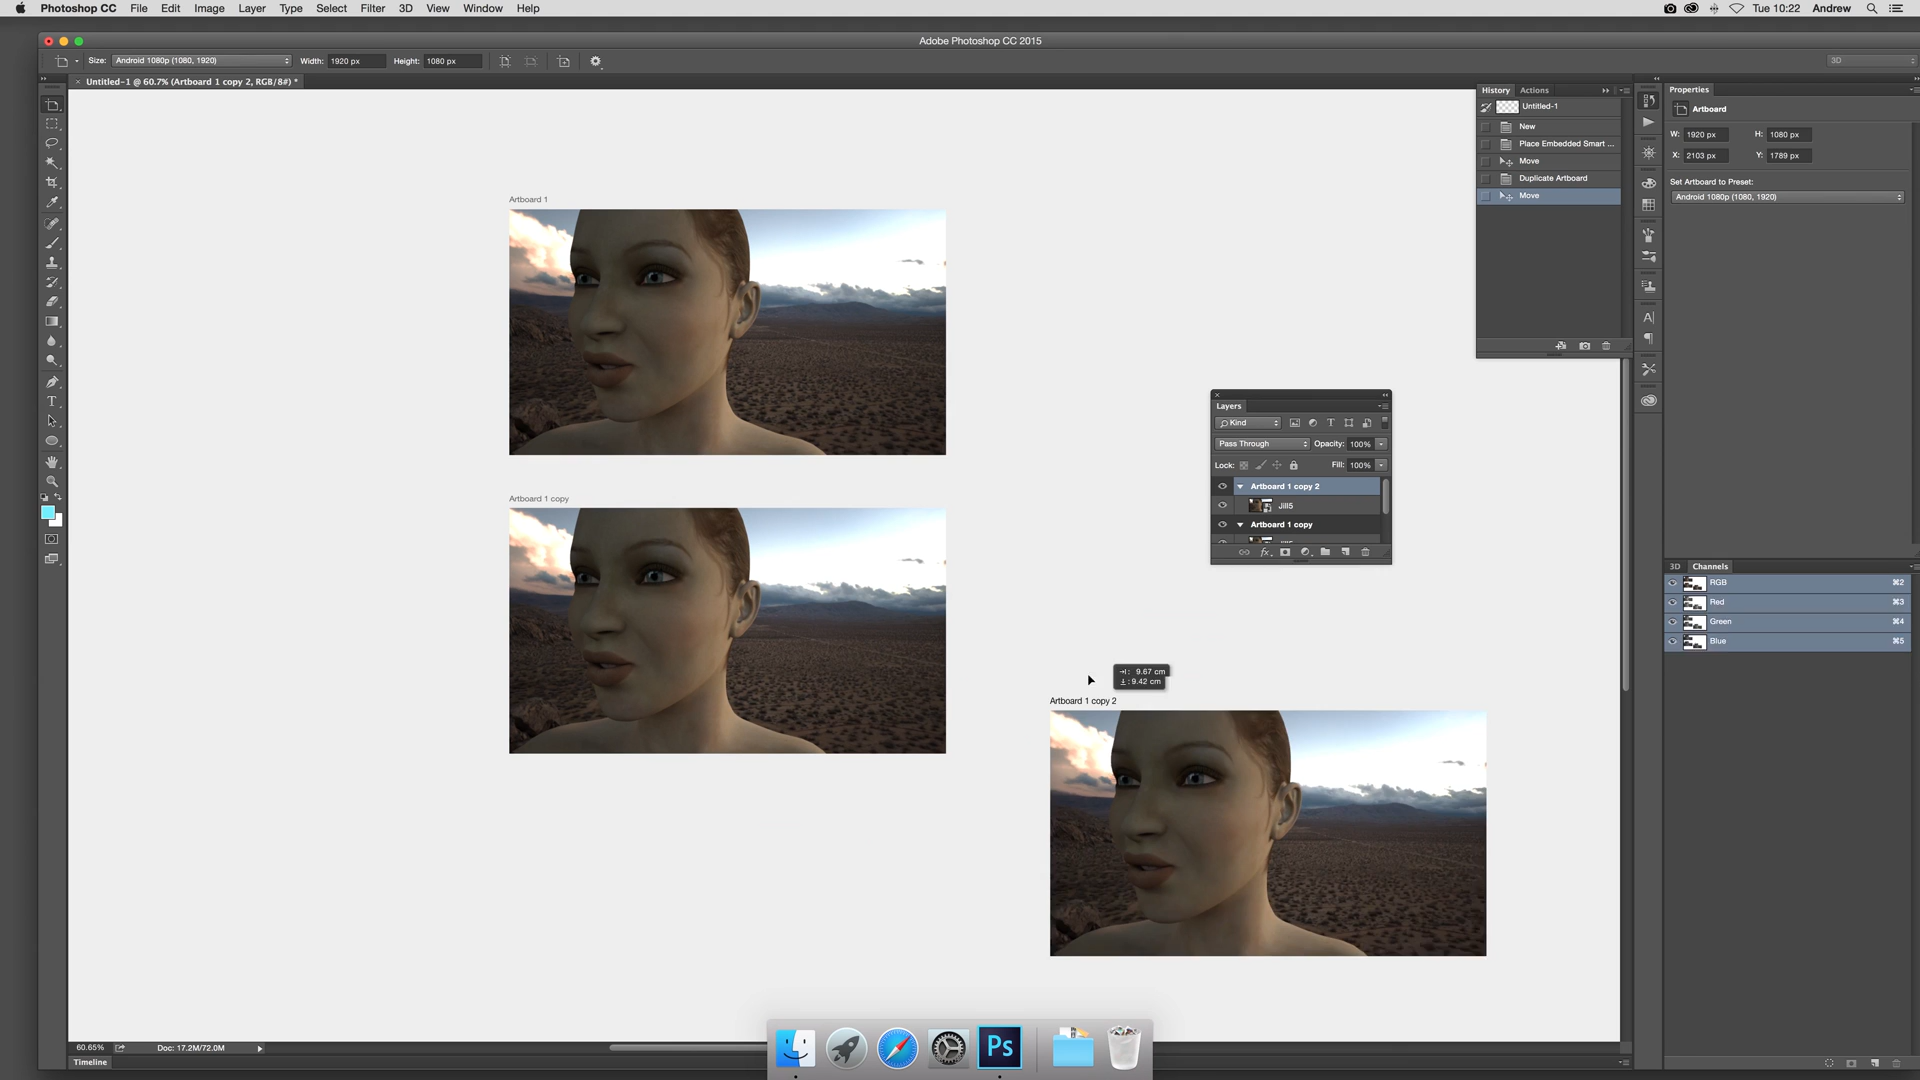 Photoshop CC File Edit Image Layer Type Select Filter 3D View Window Help Tue 10:22 Andrew
Adobe Photoshop CC 2015
Size: Android 1080p (1080, 1920) Width: 1920 px Height: 1080 px 3D
Untitled-1 @ 60.7% (Artboard 1 copy 2, RGB/8#) *
History Actions
Untitled-1
New
Place Embedded Smart ...
Move
Duplicate Artboard
Move
Properties
Artboard
W: 1920 px H: 1080 px
X: 2103 px Y: 1789 px
Set Artboard to Preset:
Android 1080p (1080, 1920)
Artboard 1
Artboard 1 copy
Layers
Kind
Pass Through Opacity: 100%
Lock: Fill: 100%
Artboard 1 copy 2
Jill5
Artboard 1 copy
3D Channels
RGB ⌘2
Red ⌘3
Green ⌘4
Blue ⌘5
9.67 cm
9.42 cm
Artboard 1 copy 2
60.65% Doc: 17.2M/72.0M
Timeline
Ps